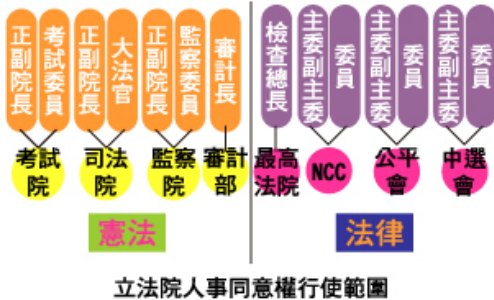 正副院長
考試委員
正副院長
大法官
正副院長
監察委員
審計長
檢查總長
主委副主委
委員
主委副主委
委員
主委副主委
委員
考試院
司法院
監察院
審計部
最高法院
NCC
公平會
中選會
憲法
法律
立法院人事同意權行使範圍